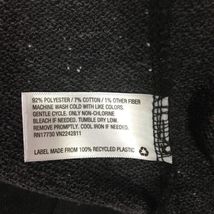 92% POLYESTER / 7% COTTON / 1% OTHER FIBER
MACHINE WASH COLD WITH LIKE COLORS.
GENTLE CYCLE. ONLY NON-CHLORINE
BLEACH IF NEEDED. TUMBLE DRY LOW.
REMOVE PROMPTLY. COOL IRON IF NEEDED.
RN17730 VN2242811
LABEL MADE FROM 100% RECYCLED PLASTIC